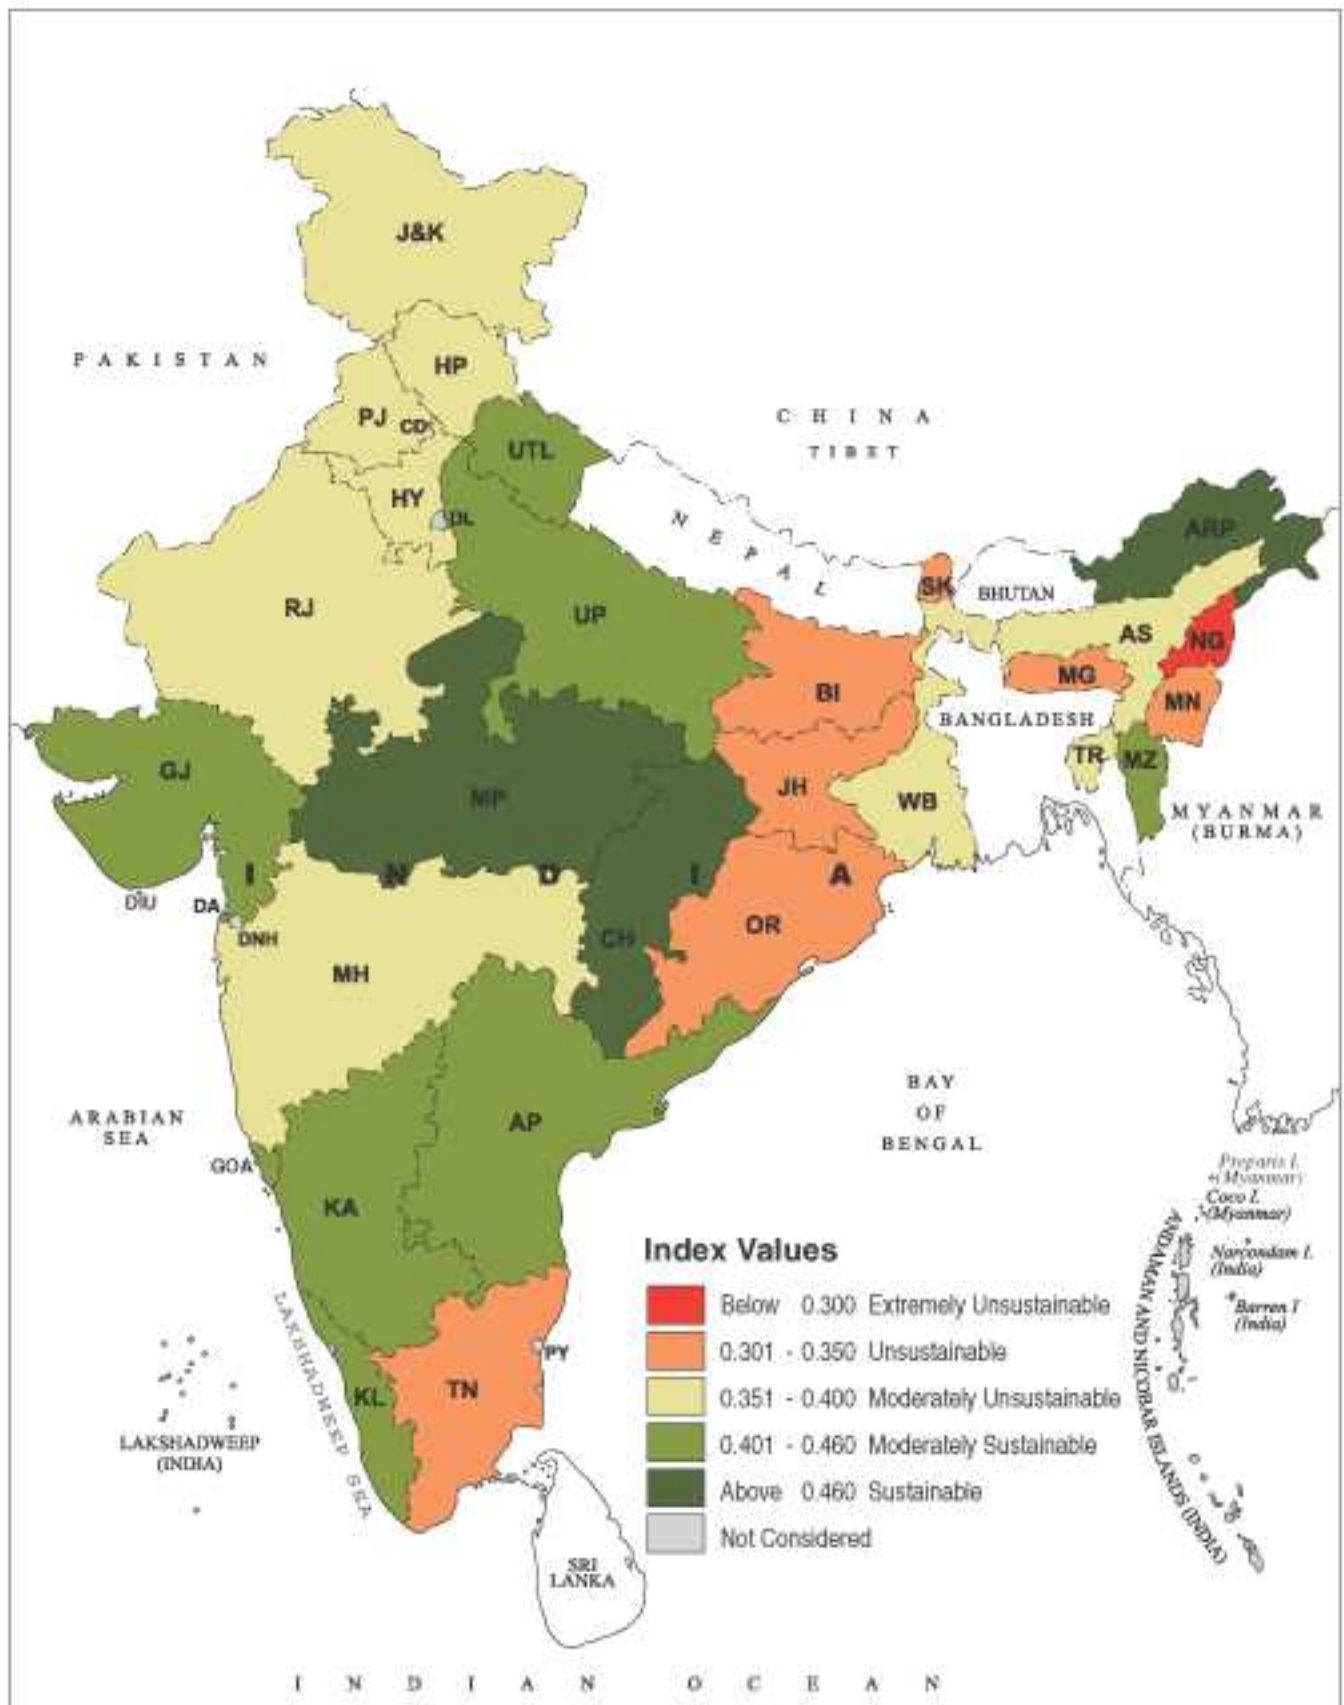 J&K
PAKISTAN
HP
PJ
CD
CHINA
TIBET
UTL
HY
DL
NEPAL
ARP
SK
BHUTAN
RJ
UP
AS
NG
MG
BI
MN
BANGLADESH
GJ
TR
MZ
MP
JH
WB
MYANMAR
(BURMA)
INDIA
DIU
DA
DNH
CH
OR
MH
BAY
OF
BENGAL
ARABIAN
SEA
AP
GOA
KA
Preparis I.
(Myanmar)
Coco I.
(Myanmar)
Narcondam I.
(India)
Barren I
(India)
ANDAMAN AND NICOBAR ISLANDS (INDIA)
LAKSHADWEEP SEA
Index Values
Below 0.300 Extremely Unsustainable
0.301 - 0.350 Unsustainable
0.351 - 0.400 Moderately Unsustainable
0.401 - 0.460 Moderately Sustainable
Above 0.460 Sustainable
Not Considered
PY
TN
KL
LAKSHADWEEP
(INDIA)
SRI
LANKA
INDIAN OCEAN